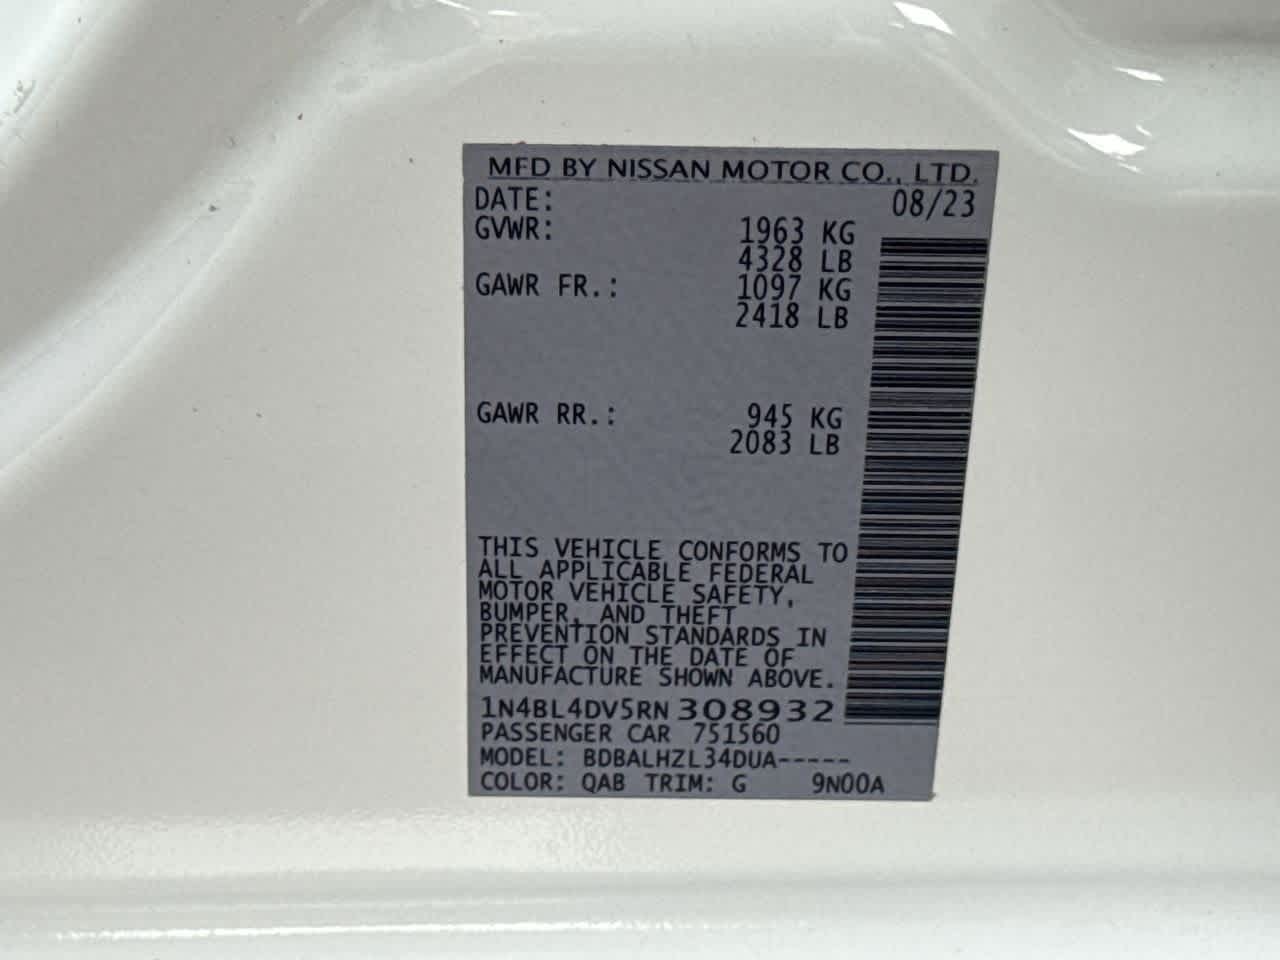 MFD BY NISSAN MOTOR CO., LTD.
DATE: 08/23
GVWR: 1963 KG
4328 LB
GAWR FR.: 1097 KG
2418 LB
GAWR RR.: 945 KG
2083 LB
THIS VEHICLE CONFORMS TO
ALL APPLICABLE FEDERAL
MOTOR VEHICLE SAFETY,
BUMPER, AND THEFT
PREVENTION STANDARDS IN
EFFECT ON THE DATE OF
MANUFACTURE SHOWN ABOVE.
1N4BL4DV5RN308932
PASSENGER CAR 751560
MODEL: BDBALHZL34DUA-----
COLOR: QAB TRIM: G 9N00A